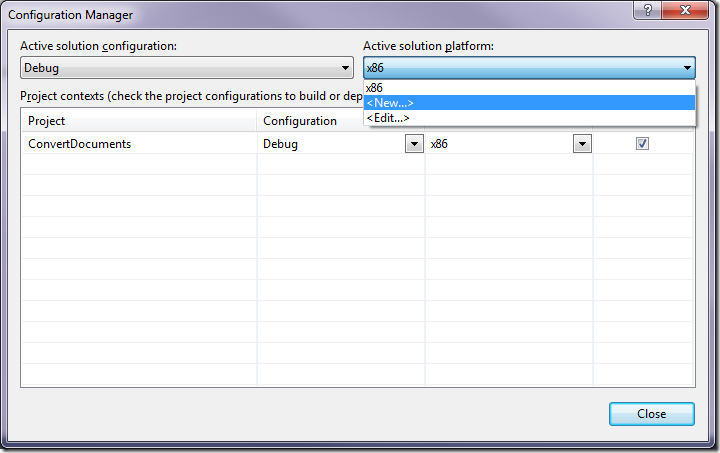 Configuration Manager
Active solution configuration:
Active solution platform:
Debug
x86
x86
<New...>
<Edit...>
Project contexts (check the project configurations to build or dep
Project
Configuration
ConvertDocuments
Debug
x86
Close